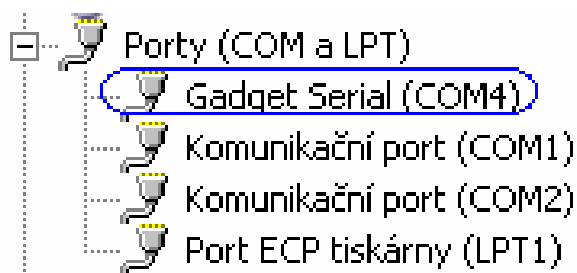 Porty (COM a LPT)
Gadget Serial (COM4)
Komunikační port (COM1)
Komunikační port (COM2)
Port ECP tiskárny (LPT1)